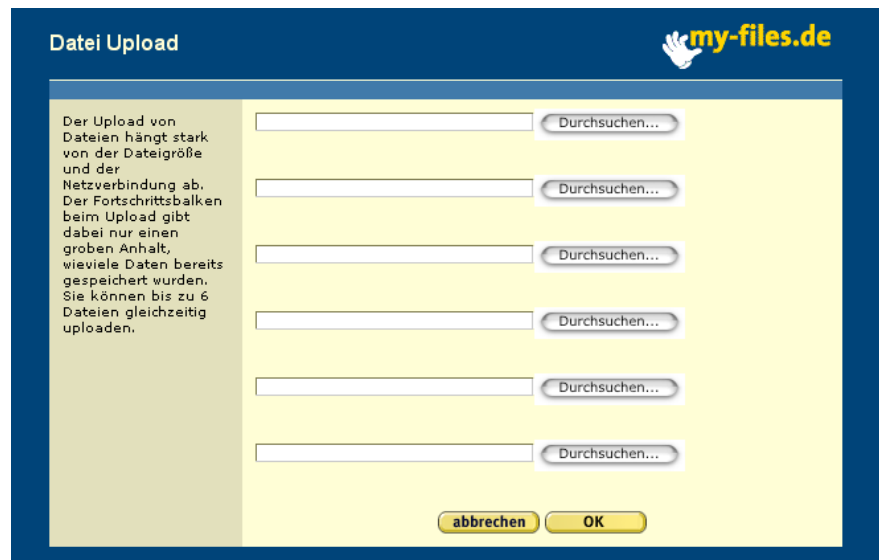 Datei Upload
my-files.de
Der Upload von
Dateien hängt stark
von der Dateigröße
und der
Netzverbindung ab.
Der Fortschrittsbalken
beim Upload gibt
dabei nur einen
groben Anhalt,
wieviele Daten bereits
gespeichert wurden.
Sie können bis zu 6
Dateien gleichzeitig
uploaden.
Durchsuchen...
Durchsuchen...
Durchsuchen...
Durchsuchen...
Durchsuchen...
Durchsuchen...
abbrechen
OK